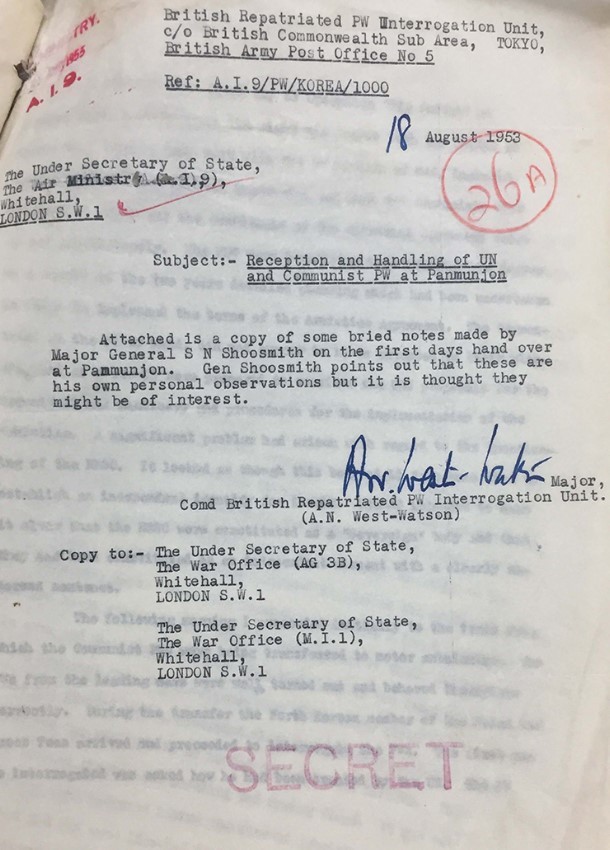 British Repatriated PW Unterrogation Unit,
c/o British Commonwealth Sub Area, TOKYO,
British Army Post Office No 5
Ref: A.I.9/PW/KOREA/1000
A.I.9.
18 August 1953
26A
The Under Secretary of State,
The Air Ministry (A.I.9),
Whitehall,
LONDON S.W.1
Subject:- Reception and Handling of UN
and Communist PW at Panmunjon
Attached is a copy of some bried notes made by
Major General S N Shoosmith on the first days hand over
at Panmunjon. Gen Shoosmith points out that these are
his own personal observations but it is thought they
might be of interest.
Major,
Comd British Repatriated PW Interrogation Unit.
(A.N. West-Watson)
Copy to:- The Under Secretary of State,
The War Office (AG 3B),
Whitehall,
LONDON S.W.1
The Under Secretary of State,
The War Office (M.I.1),
Whitehall,
LONDON S.W.1
SECRET